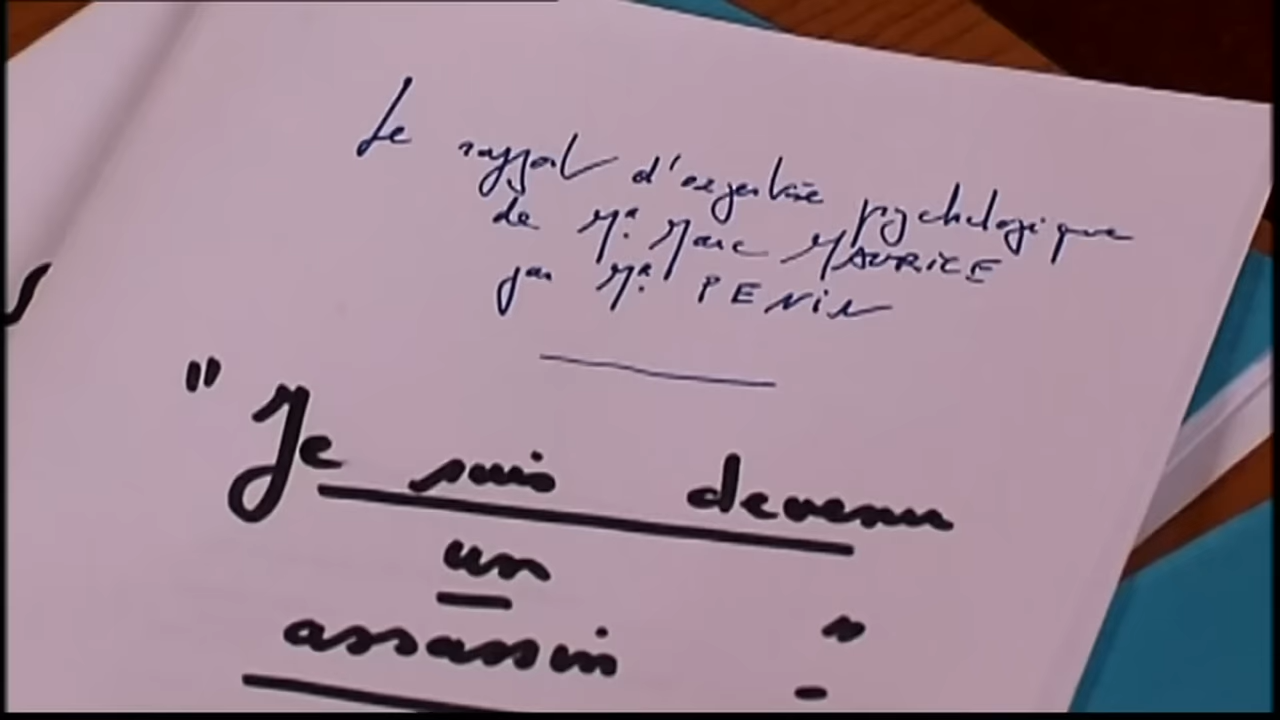 Le rapport d'expertise psychologique
de Mr. Marc MAURICE
par Mr. PENIN
" Je suis devenu
un
assassin "